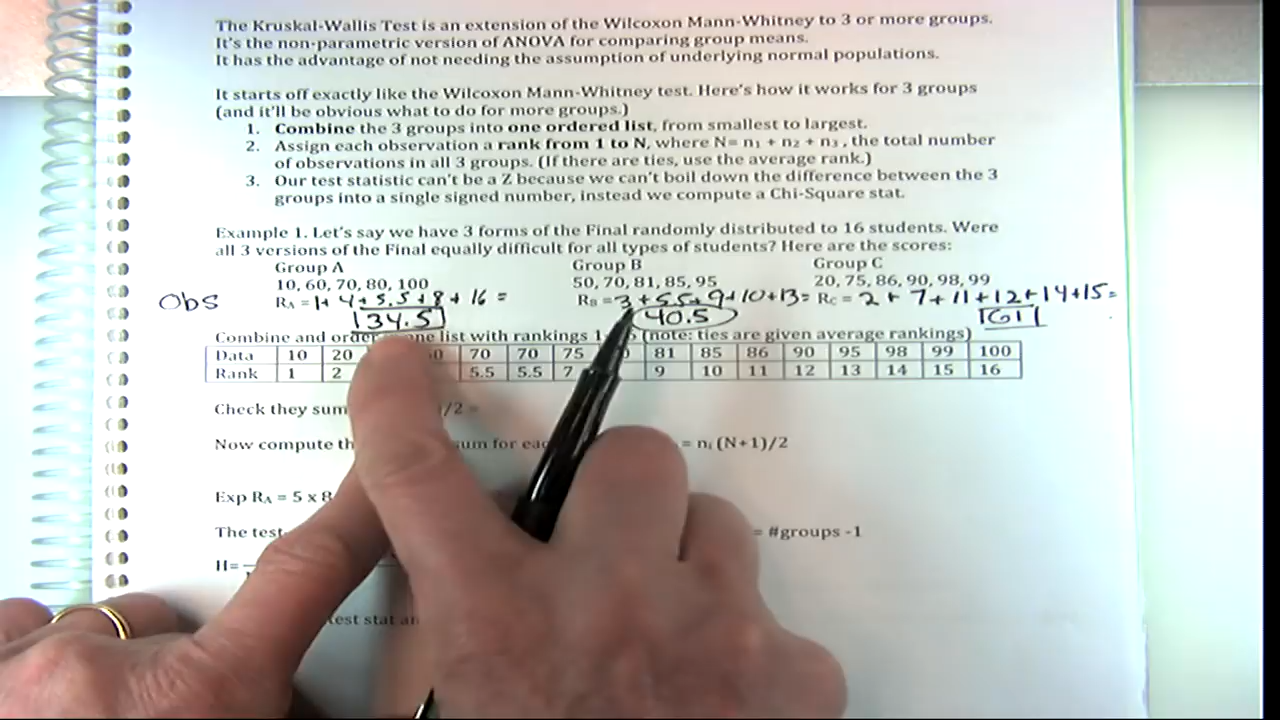 The Kruskal-Wallis Test is an extension of the Wilcoxon Mann-Whitney to 3 or more groups.
It's the non-parametric version of ANOVA for comparing group means.
It has the advantage of not needing the assumption of underlying normal populations.
It starts off exactly like the Wilcoxon Mann-Whitney test. Here's how it works for 3 groups
(and it'll be obvious what to do for more groups.)
1. Combine the 3 groups into one ordered list, from smallest to largest.
2. Assign each observation a rank from 1 to N, where N= n₁ + n₂ + n₃ , the total number
of observations in all 3 groups. (If there are ties, use the average rank.)
3. Our test statistic can't be a Z because we can't boil down the difference between the 3
groups into a single signed number, instead we compute a Chi-Square stat.
Example 1. Let's say we have 3 forms of the Final randomly distributed to 16 students. Were
all 3 versions of the Final equally difficult for all types of students? Here are the scores:
Group A Group B Group C
10, 60, 70, 80, 100 50, 70, 81, 85, 95 20, 75, 86, 90, 98, 99
Obs RA = 1+ 4+ 5.5+8+ 16 = RB = 3+5.5+9+10+13= RC = 2+ 7+11+12+14+15=
34.5 40.5 61
Combine and order one list with rankings (note: ties are given average rankings)
Data 10 20 70 70 75 81 85 86 90 95 98 99 100
Rank 1 2 5.5 5.5 7 9 10 11 12 13 14 15 16
Check they sum /2 =
Now compute the sum for = nᵢ (N+1)/2
Exp RA = 5 x 8
The test = #groups -1
H=
test stat